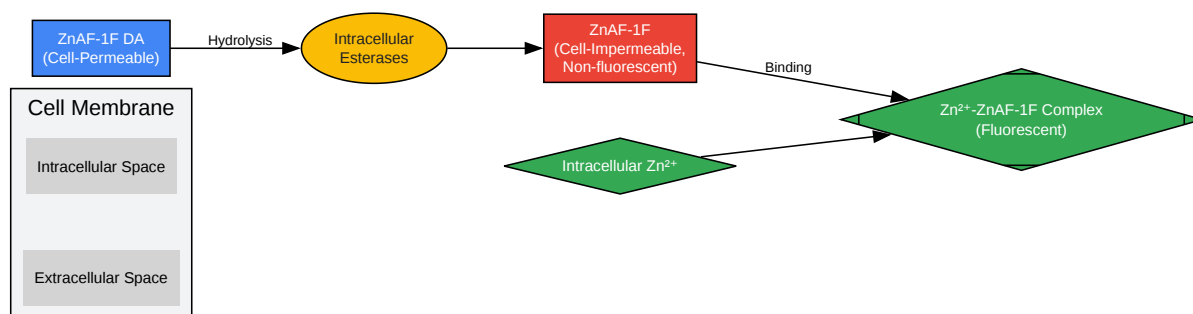 ZnAF-1F DA
(Cell-Permeable)
Hydrolysis
Intracellular
Esterases
ZnAF-1F
(Cell-Impermeable,
Non-fluorescent)
Binding
Zn²⁺-ZnAF-1F Complex
(Fluorescent)
Cell Membrane
Intracellular Space
Intracellular Zn²⁺
Extracellular Space